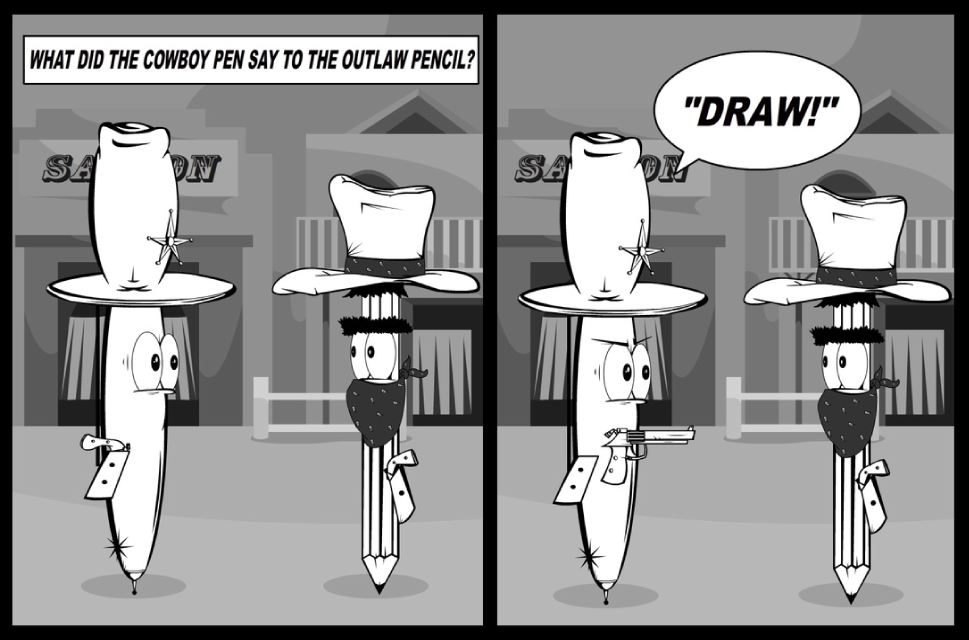 WHAT DID THE COWBOY PEN SAY TO THE OUTLAW PENCIL?
"DRAW!"